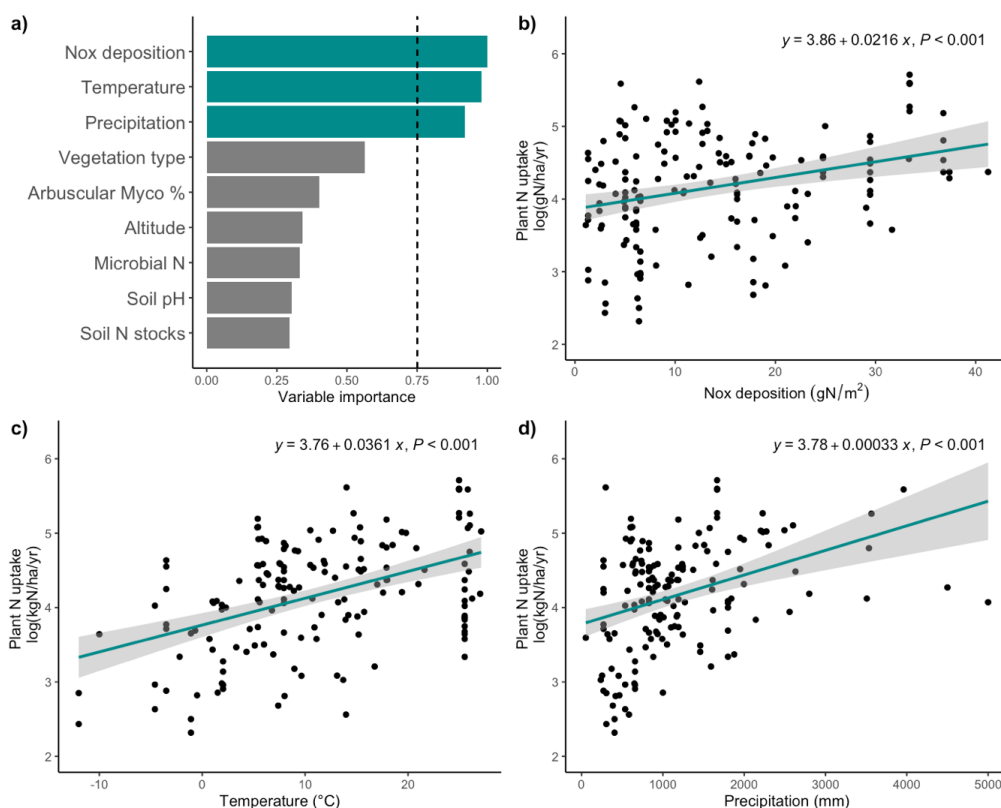 a)
Nox deposition
Temperature
Precipitation
Vegetation type
Arbuscular Myco %
Altitude
Microbial N
Soil pH
Soil N stocks
0.00 0.25 0.50 0.75 1.00
Variable importance
b)
y = 3.86 + 0.0216 x, P < 0.001
Plant N uptake
log(gN/ha/yr)
6
5
4
3
2
0 10 20 30 40
Nox deposition (gN/m²)
c)
y = 3.76 + 0.0361 x, P < 0.001
Plant N uptake
log(kgN/ha/yr)
6
5
4
3
2
-10 0 10 20
Temperature (°C)
d)
y = 3.78 + 0.00033 x, P < 0.001
Plant N uptake
log(kgN/ha/yr)
6
5
4
3
2
0 1000 2000 3000 4000 5000
Precipitation (mm)